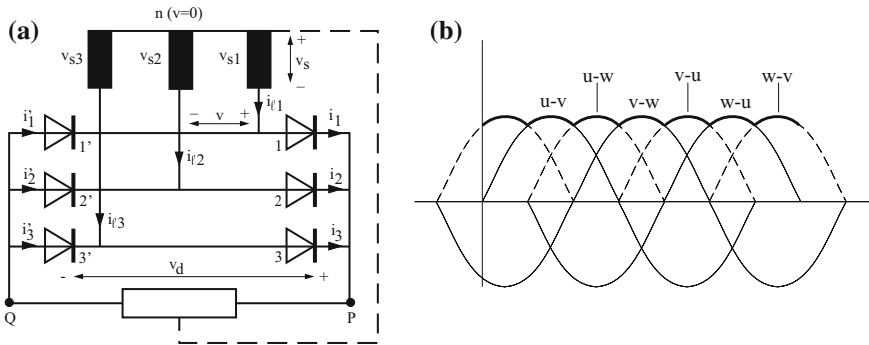 (a)
n (v=0)
v_s3 v_s2 v_s1
+
v_s
−
i_ℓ1
i'_1 − v + i_1
1' 1
i_ℓ2
i'_2 i_2
2' 2
i_ℓ3
i'_3 i_3
3' 3
- v_d +
Q P
(b)
u-w v-u w-v
u-v v-w w-u